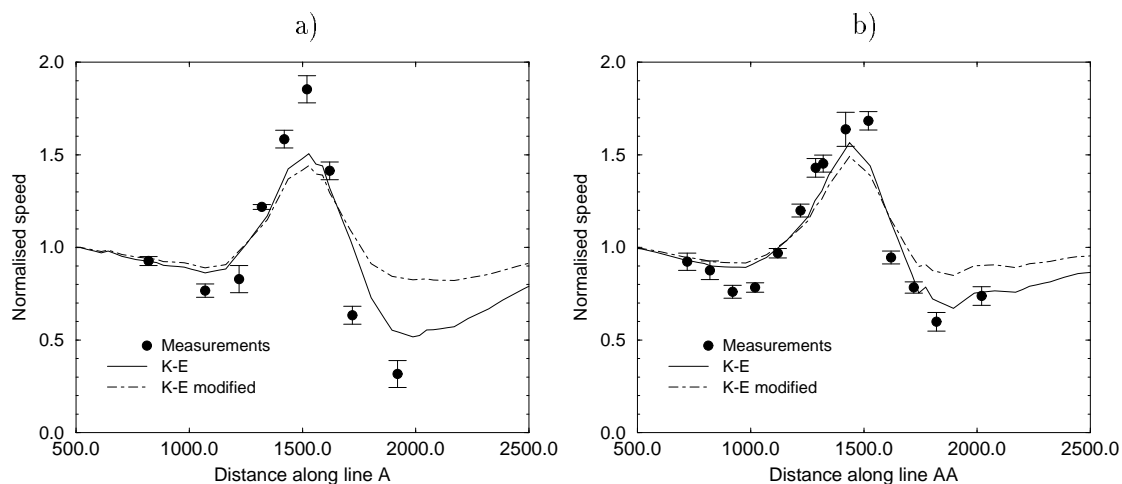 a)
2.0
1.5
1.0
0.5
0.0
Normalised speed
Measurements
K-E
K-E modified
500.0 1000.0 1500.0 2000.0 2500.0
Distance along line A
b)
2.0
1.5
1.0
0.5
0.0
Normalised speed
Measurements
K-E
K-E modified
500.0 1000.0 1500.0 2000.0 2500.0
Distance along line AA